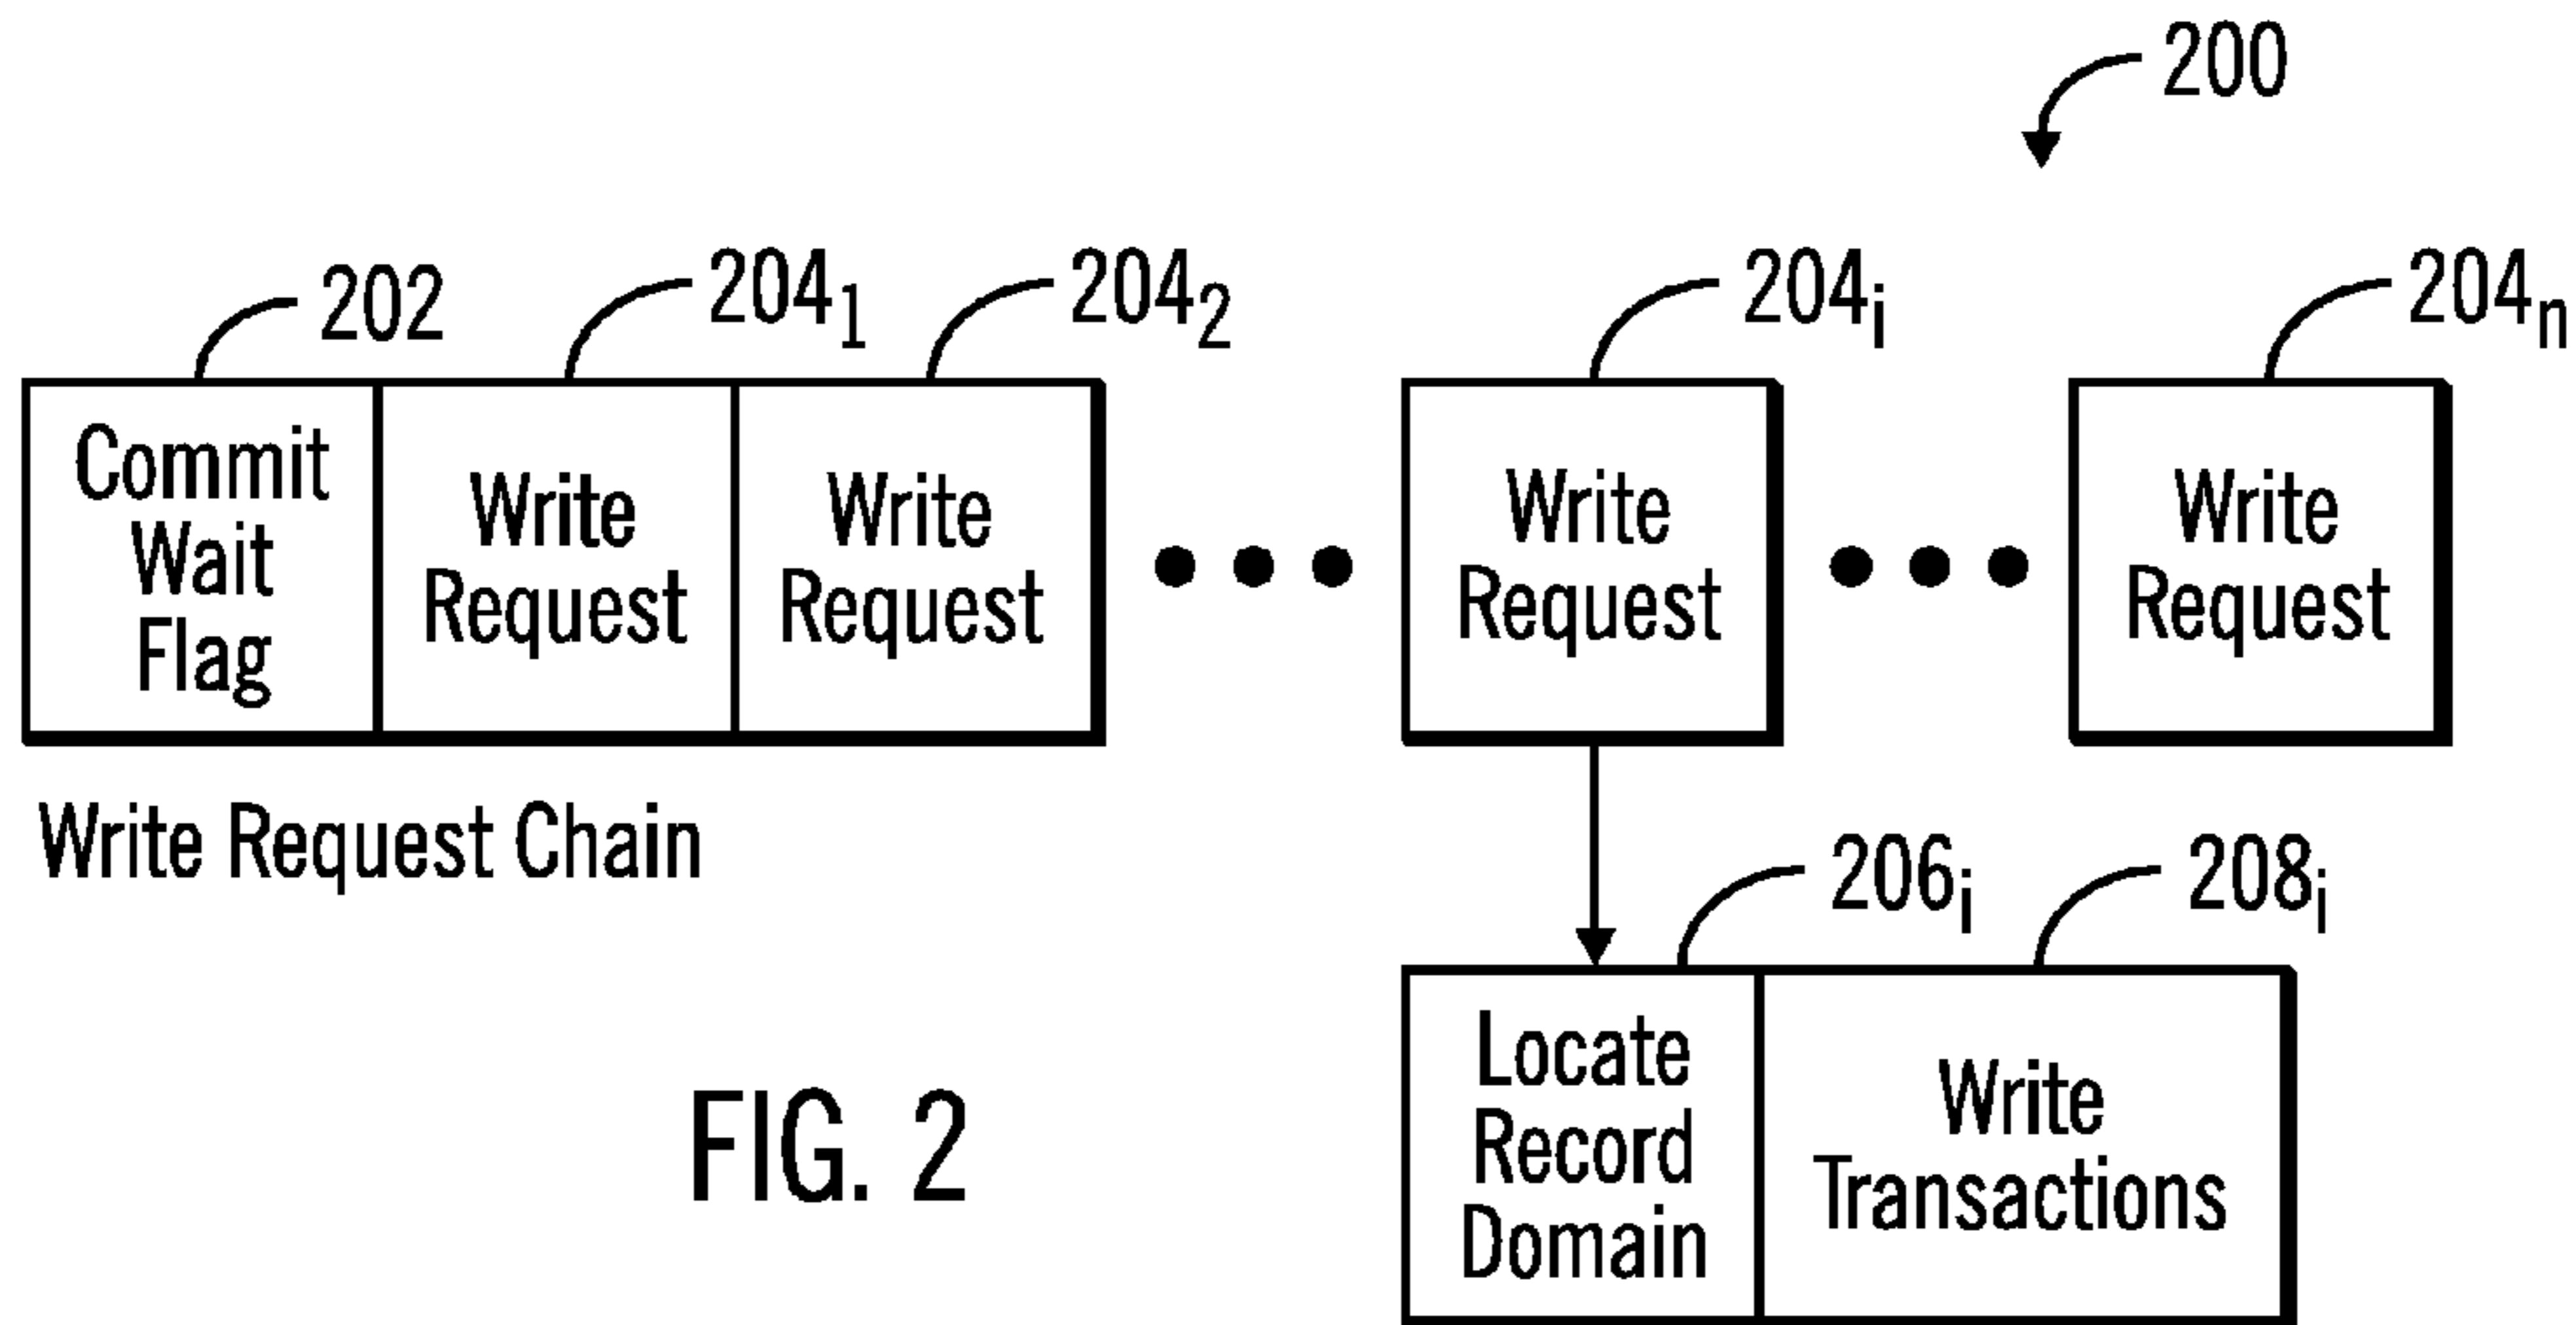 200
202
204₁
204₂
204ᵢ
204ₙ
Commit
Wait
Flag
Write
Request
Write
Request
Write
Request
Write
Request
Write Request Chain
206ᵢ
208ᵢ
Locate
Record
Domain
Write
Transactions
FIG. 2